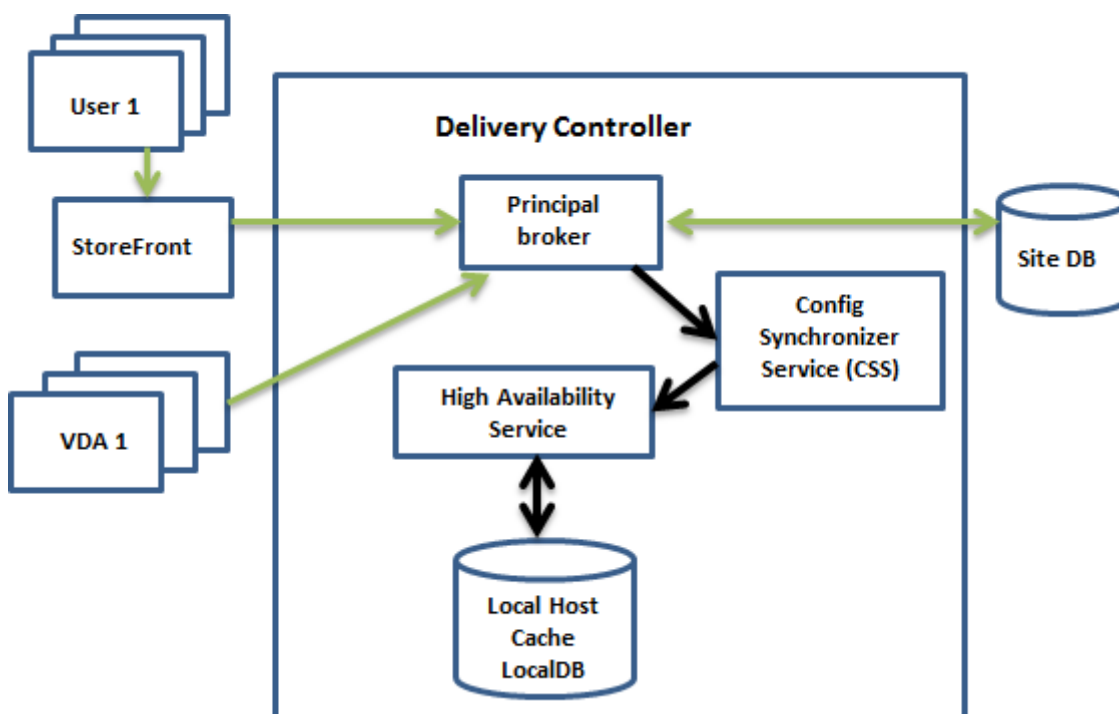 User 1
Delivery Controller
StoreFront
Principal
broker
Site DB
Config
Synchronizer
Service (CSS)
High Availability
Service
VDA 1
Local Host
Cache
LocalDB